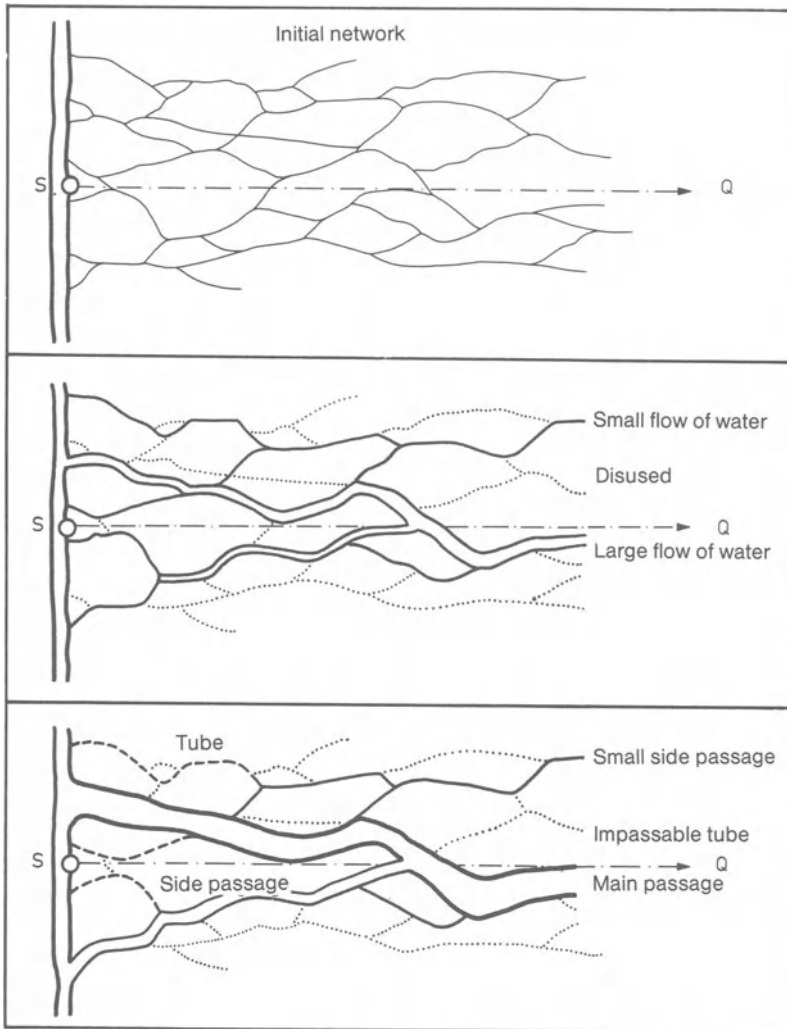 Initial network
S
Q
Small flow of water
Disused
S
Q
Large flow of water
Tube
Small side passage
Impassable tube
S
Q
Side passage
Main passage